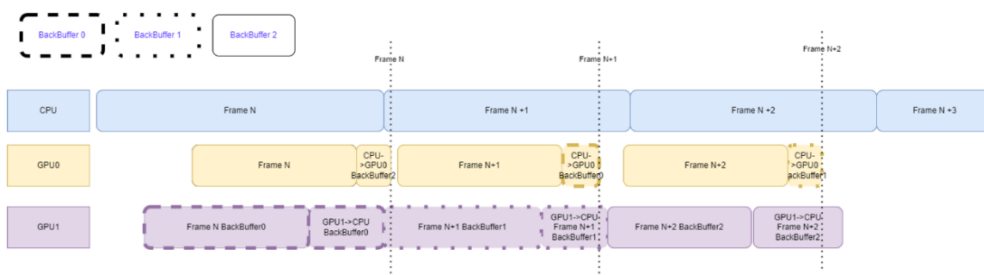 BackBuffer 0
BackBuffer 1
BackBuffer 2
Frame N
Frame N+1
Frame N+2
CPU
Frame N
Frame N +1
Frame N +2
Frame N +3
GPU0
Frame N
CPU-
>GPU0
BackBuffer2
Frame N+1
CPU-
>GPU0
BackBuffer0
Frame N+2
CPU-
>GPU0
ackBuffer1
GPU1
Frame N BackBuffer0
GPU1->CPU
BackBuffer0
Frame N+1 BackBuffer1
GPU1->CPU
Frame N+1
BackBuffer1
Frame N+2 BackBuffer2
GPU1->CPU
Frame N+2
BackBuffer2